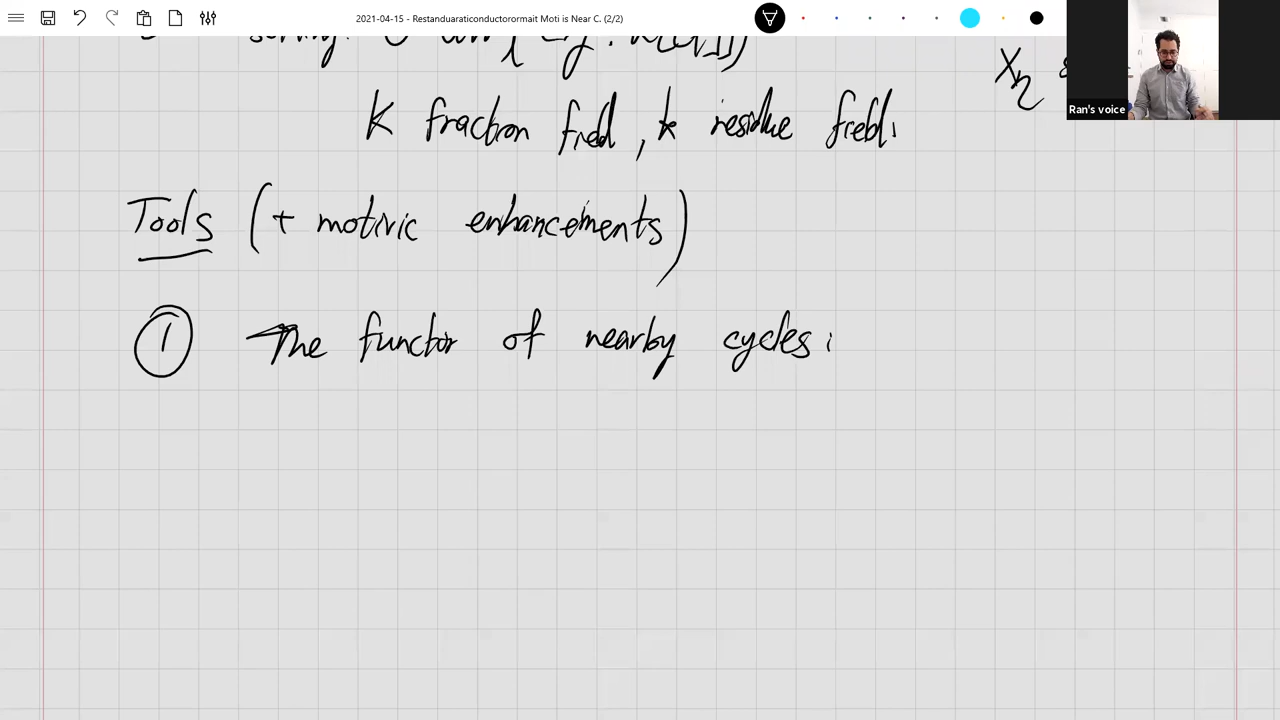 2021-04-15 - Restanduaraticonductorormait Moti is Near C. (2/2)
Ran's voice
K fraction field, k residue field.
Tools (+ motivic enhancements)
① The functor of nearby cycles: